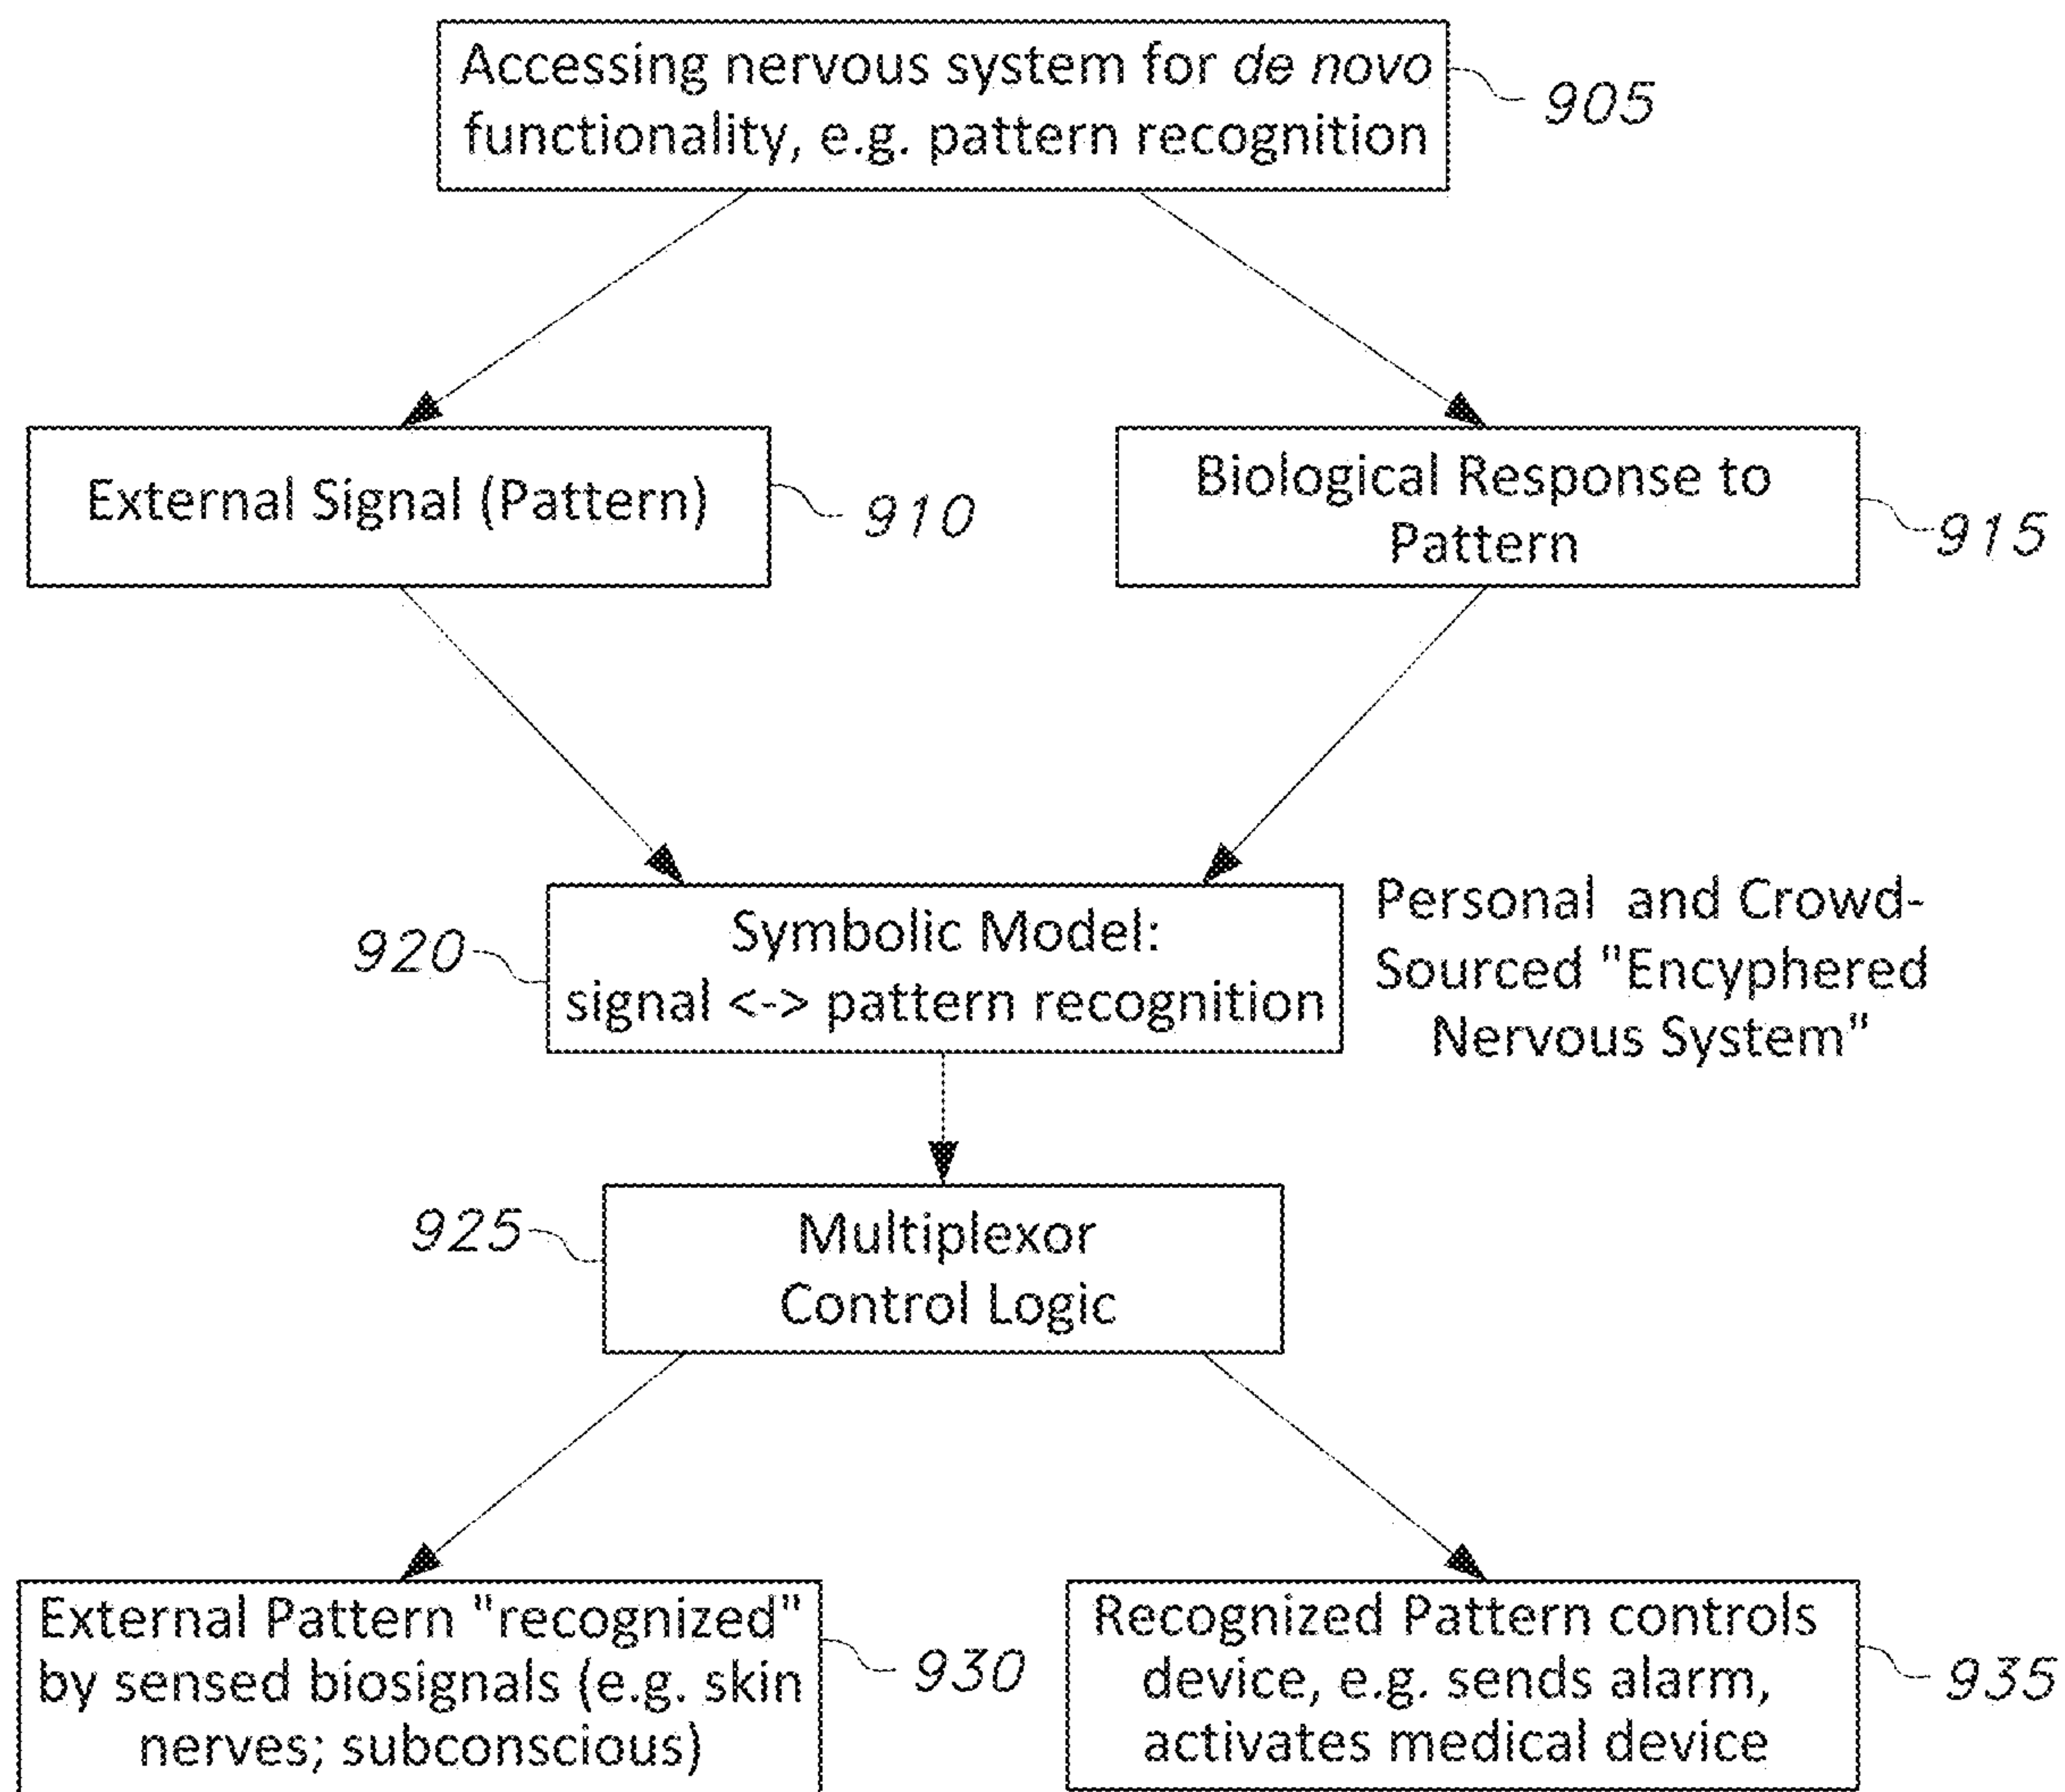 Accessing nervous system for de novo
functionality, e.g. pattern recognition
905
External Signal (Pattern)
910
Biological Response to
Pattern
915
920
Symbolic Model:
signal <-> pattern recognition
Personal and Crowd-
Sourced "Encyphered
Nervous System"
925
Multiplexor
Control Logic
External Pattern "recognized"
by sensed biosignals (e.g. skin
nerves; subconscious)
930
Recognized Pattern controls
device, e.g. sends alarm,
activates medical device
935